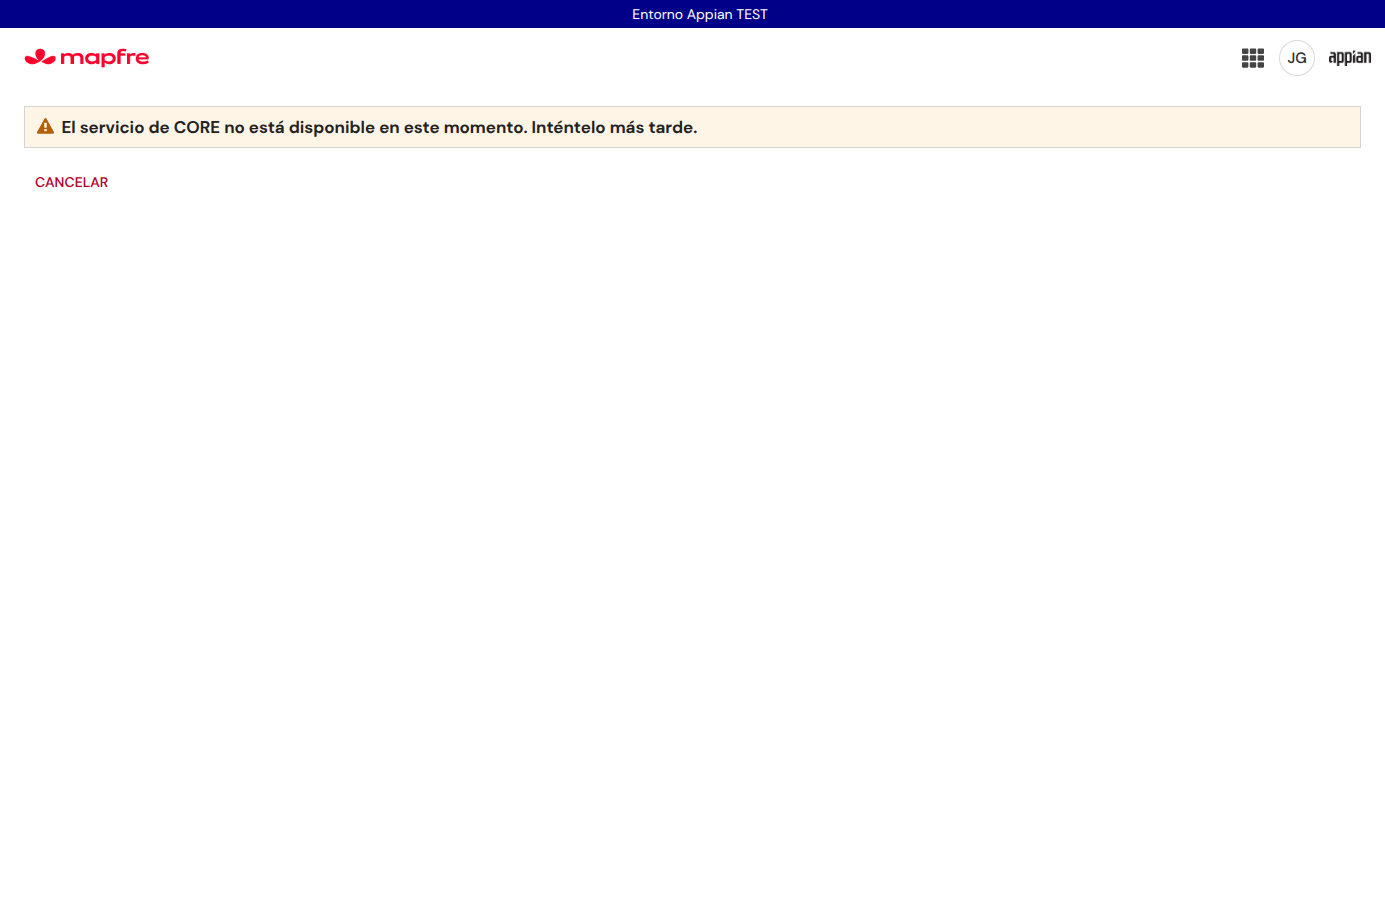 Entorno Appian TEST
mapfre
JG
appian
El servicio de CORE no está disponible en este momento. Inténtelo más tarde.
CANCELAR